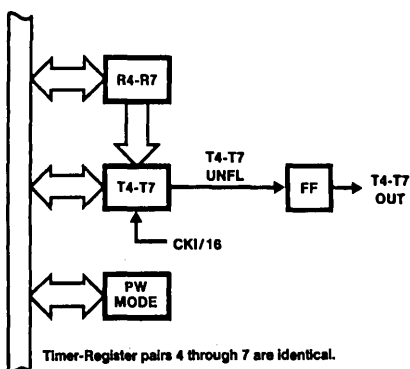 R4-R7
T4-T7
T4-T7
UNFL
FF
T4-T7
OUT
CKI/16
PW
MODE
Timer-Register pairs 4 through 7 are identical.